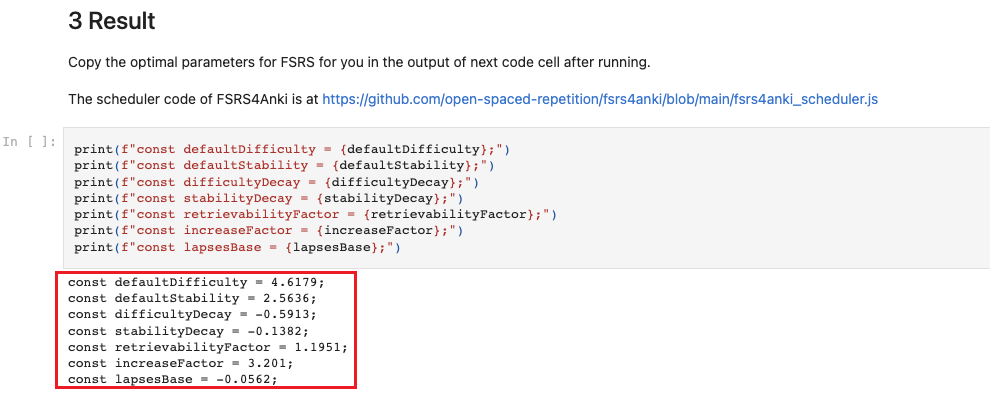 3 Result
Copy the optimal parameters for FSRS for you in the output of next code cell after running.
The scheduler code of FSRS4Anki is at https://github.com/open-spaced-repetition/fsrs4anki/blob/main/fsrs4anki_scheduler.js
In [ ]:
print(f"const defaultDifficulty = {defaultDifficulty};")
print(f"const defaultStability = {defaultStability};")
print(f"const difficultyDecay = {difficultyDecay};")
print(f"const stabilityDecay = {stabilityDecay};")
print(f"const retrievabilityFactor = {retrievabilityFactor};")
print(f"const increaseFactor = {increaseFactor};")
print(f"const lapsesBase = {lapsesBase};")
const defaultDifficulty = 4.6179;
const defaultStability = 2.5636;
const difficultyDecay = -0.5913;
const stabilityDecay = -0.1382;
const retrievabilityFactor = 1.1951;
const increaseFactor = 3.201;
const lapsesBase = -0.0562;